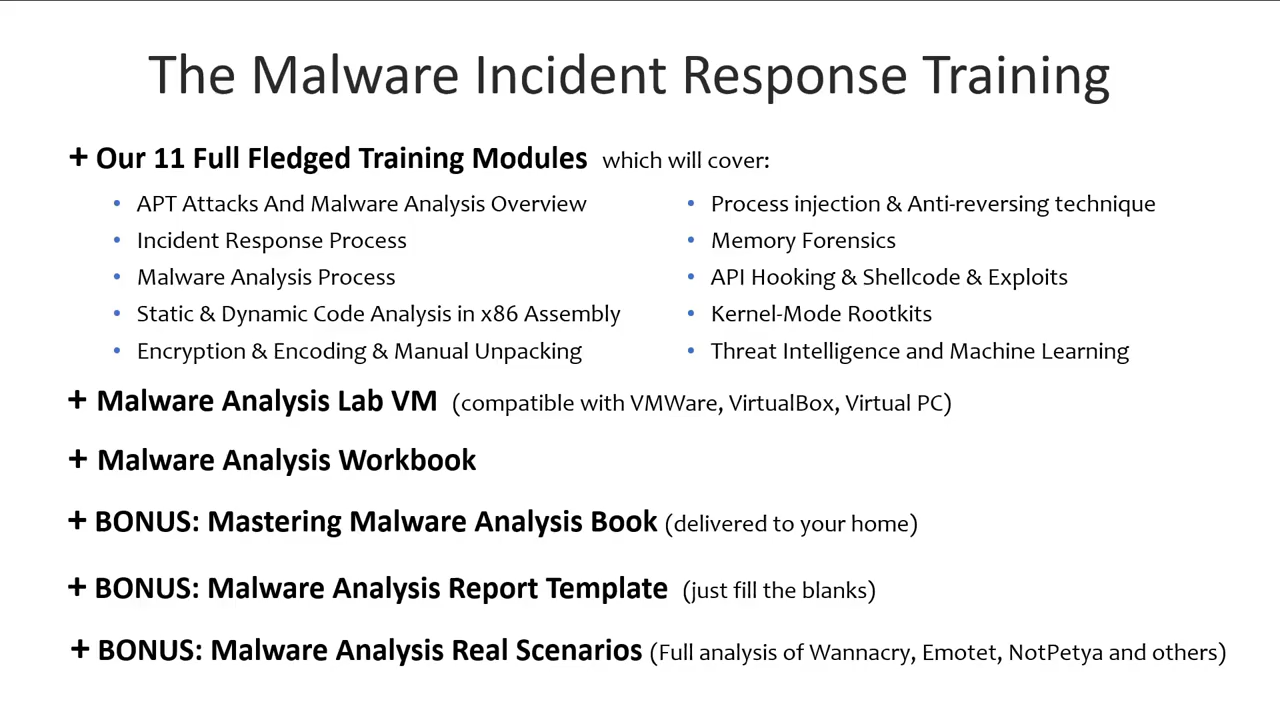 The Malware Incident Response Training
+ Our 11 Full Fledged Training Modules which will cover:
• APT Attacks And Malware Analysis Overview
• Incident Response Process
• Malware Analysis Process
• Static & Dynamic Code Analysis in x86 Assembly
• Encryption & Encoding & Manual Unpacking
• Process injection & Anti-reversing technique
• Memory Forensics
• API Hooking & Shellcode & Exploits
• Kernel-Mode Rootkits
• Threat Intelligence and Machine Learning
+ Malware Analysis Lab VM (compatible with VMWare, VirtualBox, Virtual PC)
+ Malware Analysis Workbook
+ BONUS: Mastering Malware Analysis Book (delivered to your home)
+ BONUS: Malware Analysis Report Template (just fill the blanks)
+ BONUS: Malware Analysis Real Scenarios (Full analysis of Wannacry, Emotet, NotPetya and others)